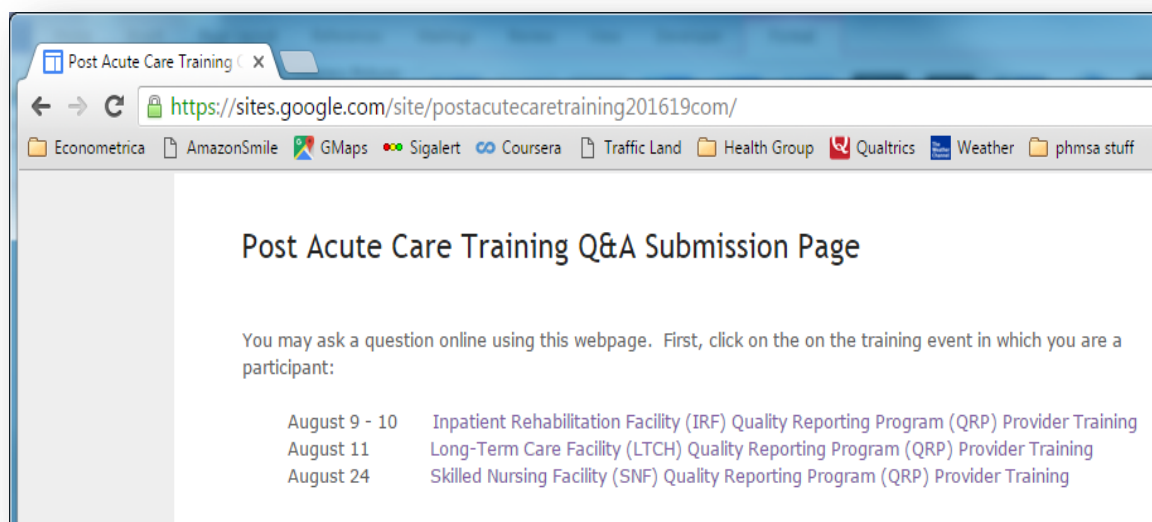 Post Acute Care Training
https://sites.google.com/site/postacutecaretraining201619com/
Econometrica AmazonSmile GMaps Sigalert Coursera Traffic Land Health Group Qualtrics Weather phmsa stuff
Post Acute Care Training Q&A Submission Page
You may ask a question online using this webpage. First, click on the on the training event in which you are a
participant:
August 9 - 10 Inpatient Rehabilitation Facility (IRF) Quality Reporting Program (QRP) Provider Training
August 11 Long-Term Care Facility (LTCH) Quality Reporting Program (QRP) Provider Training
August 24 Skilled Nursing Facility (SNF) Quality Reporting Program (QRP) Provider Training